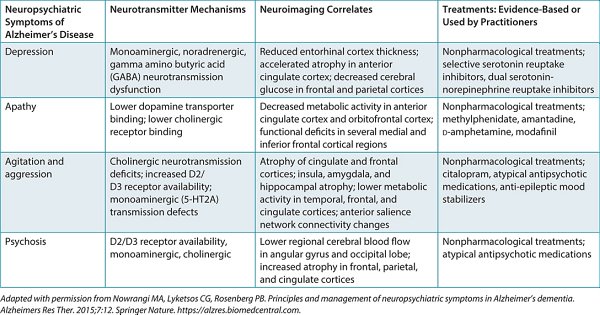 Neuropsychiatric
Symptoms of
Alzheimer's Disease
Neurotransmitter Mechanisms
Neuroimaging Correlates
Treatments: Evidence-Based or
Used by Practitioners
Depression
Monoaminergic, noradrenergic,
gamma amino butyric acid
(GABA) neurotransmission
dysfunction
Reduced entorhinal cortex thickness;
accelerated atrophy in anterior
cingulate cortex; decreased cerebral
glucose in frontal and parietal cortices
Nonpharmacological treatments;
selective serotonin reuptake
inhibitors, dual serotonin-
norepinephrine reuptake inhibitors
Apathy
Lower dopamine transporter
binding; lower cholinergic
receptor binding
Decreased metabolic activity in anterior
cingulate cortex and orbitofrontal cortex;
functional deficits in several medial and
inferior frontal cortical regions
Nonpharmacological treatments;
methylphenidate, amantadine,
D-amphetamine, modafinil
Agitation and
aggression
Cholinergic neurotransmission
deficits; increased D2/
D3 receptor availability;
monoaminergic (5-HT2A)
transmission defects
Atrophy of cingulate and frontal
cortices; insula, amygdala, and
hippocampal atrophy; lower metabolic
activity in temporal, frontal, and
cingulate cortices; anterior salience
network connectivity changes
Nonpharmacological treatments;
citalopram, atypical antipsychotic
medications, anti-epileptic mood
stabilizers
Psychosis
D2/D3 receptor availability,
monoaminergic, cholinergic
Lower regional cerebral blood flow
in angular gyrus and occipital lobe;
increased atrophy in frontal, parietal,
and cingulate cortices
Nonpharmacological treatments;
atypical antipsychotic medications
Adapted with permission from Nowrangi MA, Lyketsos CG, Rosenberg PB. Principles and management of neuropsychiatric symptoms in Alzheimer's dementia.
Alzheimers Res Ther. 2015;7:12. Springer Nature. https://alzres.biomedcentral.com.